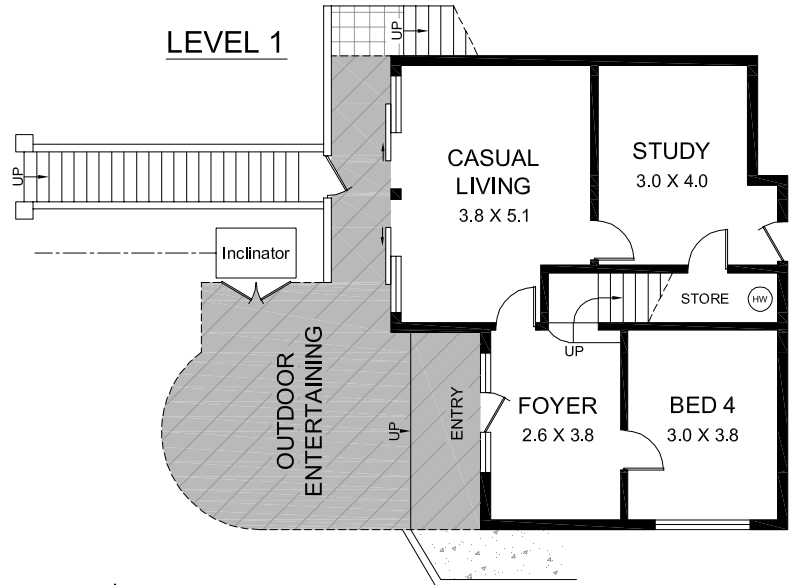 LEVEL 1
UP
UP
CASUAL
LIVING
3.8 X 5.1
STUDY
3.0 X 4.0
Inclinator
STORE
HW
UP
OUTDOOR
ENTERTAINING
UP
ENTRY
FOYER
2.6 X 3.8
BED 4
3.0 X 3.8